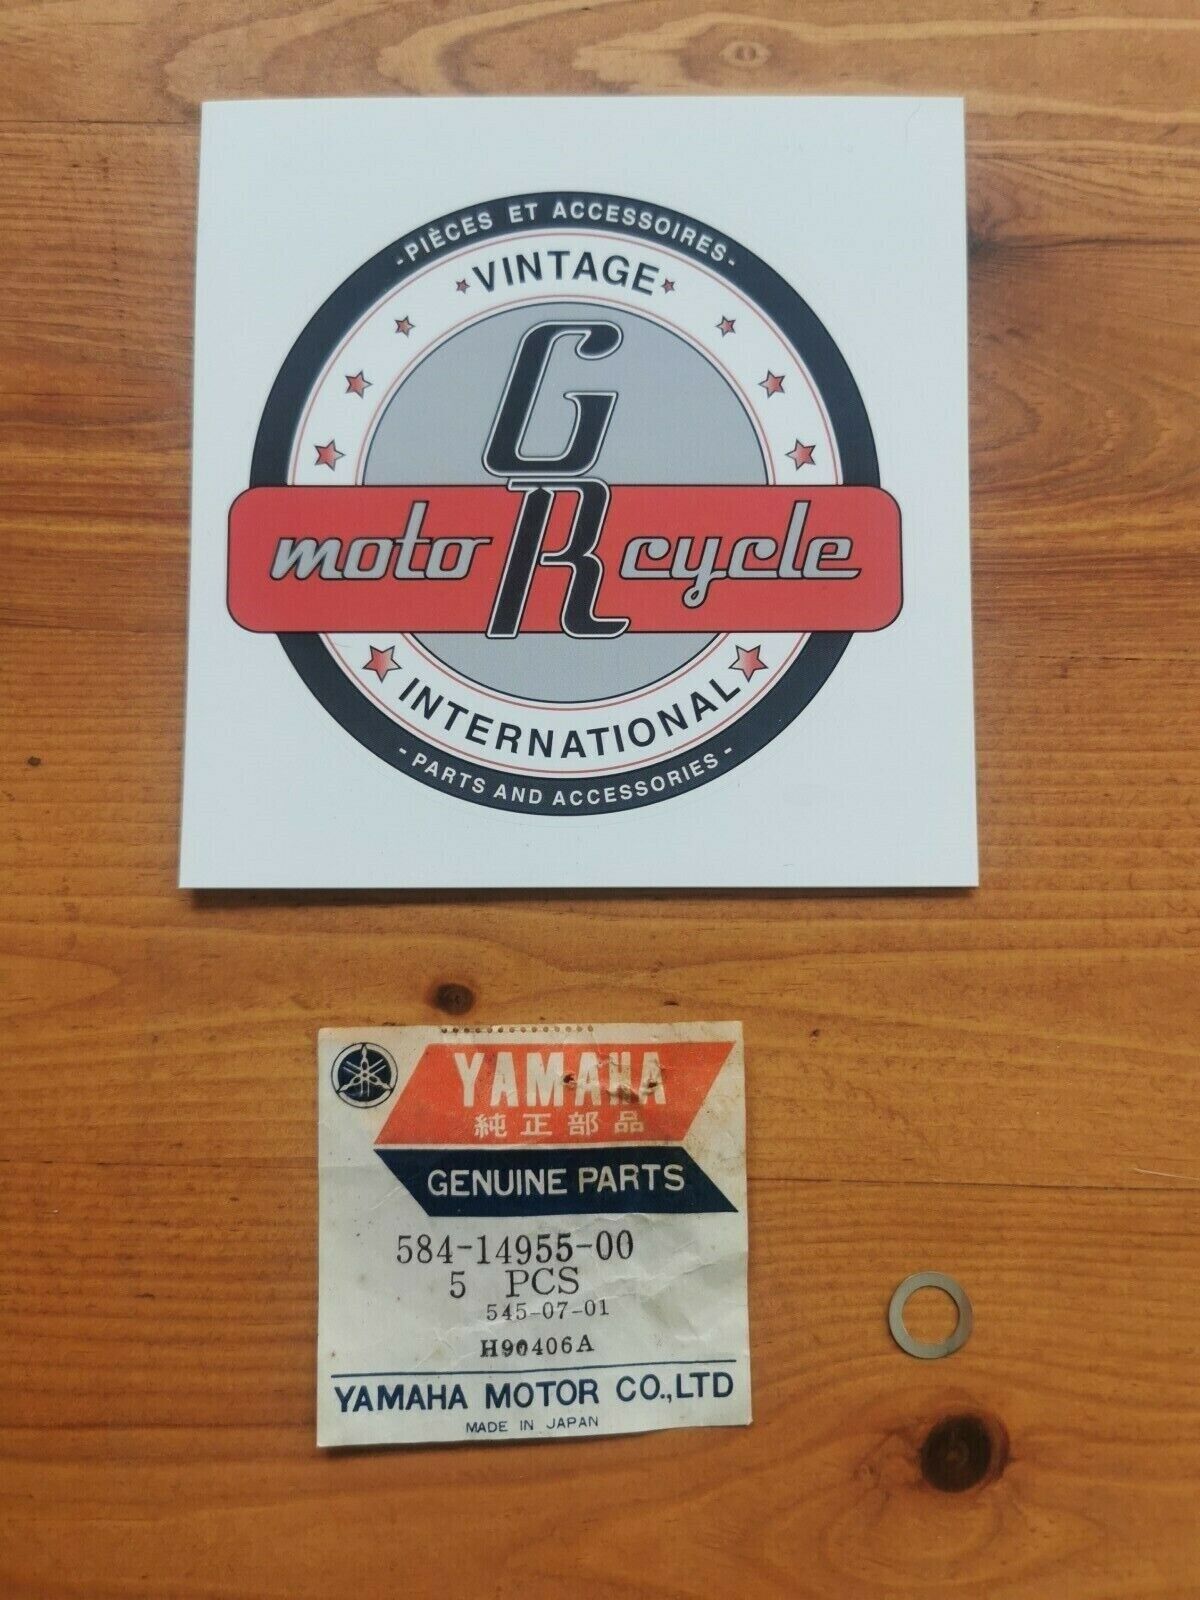 - PIÈCES ET ACCESSOIRES -
VINTAGE
G
moto R cycle
INTERNATIONAL
- PARTS AND ACCESSORIES -
YAMAHA
純正部品
GENUINE PARTS
584-14955-00
5 PCS
545-07-01
H90406A
YAMAHA MOTOR CO.,LTD
MADE IN JAPAN